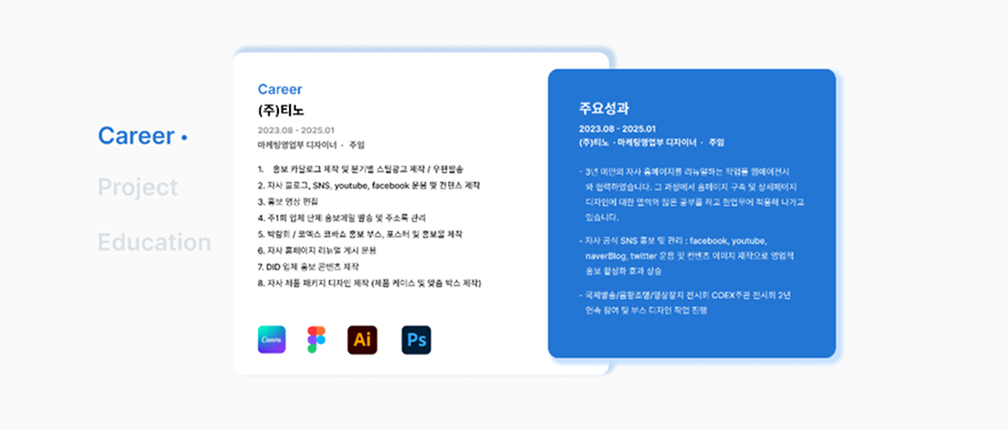 Career •
Project
Education
Career
(주)티노
2023.08 - 2025.01
마케팅영업부 디자이너 · 주임
1. 홍보 카달로그 제작 및 분기별 스틸광고 제작 / 우편발송
2. 자사 블로그, SNS, youtube, facebook 운용 및 컨텐츠 제작
3. 홍보 영상 편집
4. 주1회 업체 단체 홍보메일 발송 및 주소록 관리
5. 박람회 / 코엑스 코바쇼 홍보 부스, 포스터 및 홍보물 제작
6. 자사 홈페이지 리뉴얼 게시 운용
7. DID 업체 홍보 콘텐츠 제작
8. 자사 제품 패키지 디자인 제작 (제품 케이스 및 맞춤 박스 제작)
Canva
Ai
Ps
주요성과
2023.08 - 2025.01
(주)티노 · 마케팅영업부 디자이너 · 주임
- 3년 미만의 자사 홈페이지를 리뉴얼하는 작업을 웹에이전시
와 협력하였습니다. 그 과정에서 홈페이지 구축 및 상세페이지
디자인에 대한 열의와 많은 공부를 하고 현업무에 적용해 나가고
있습니다.
- 자사 공식 SNS 홍보 및 관리 : facebook, youtube,
naverBlog, twitter 운용 및 컨텐츠 이미지 제작으로 영업적
홍보 활성화 효과 상승
- 국제방송/음향조명/영상장치 전시회 COEX주관 전시회 2년
연속 참여 및 부스 디자인 작업 진행